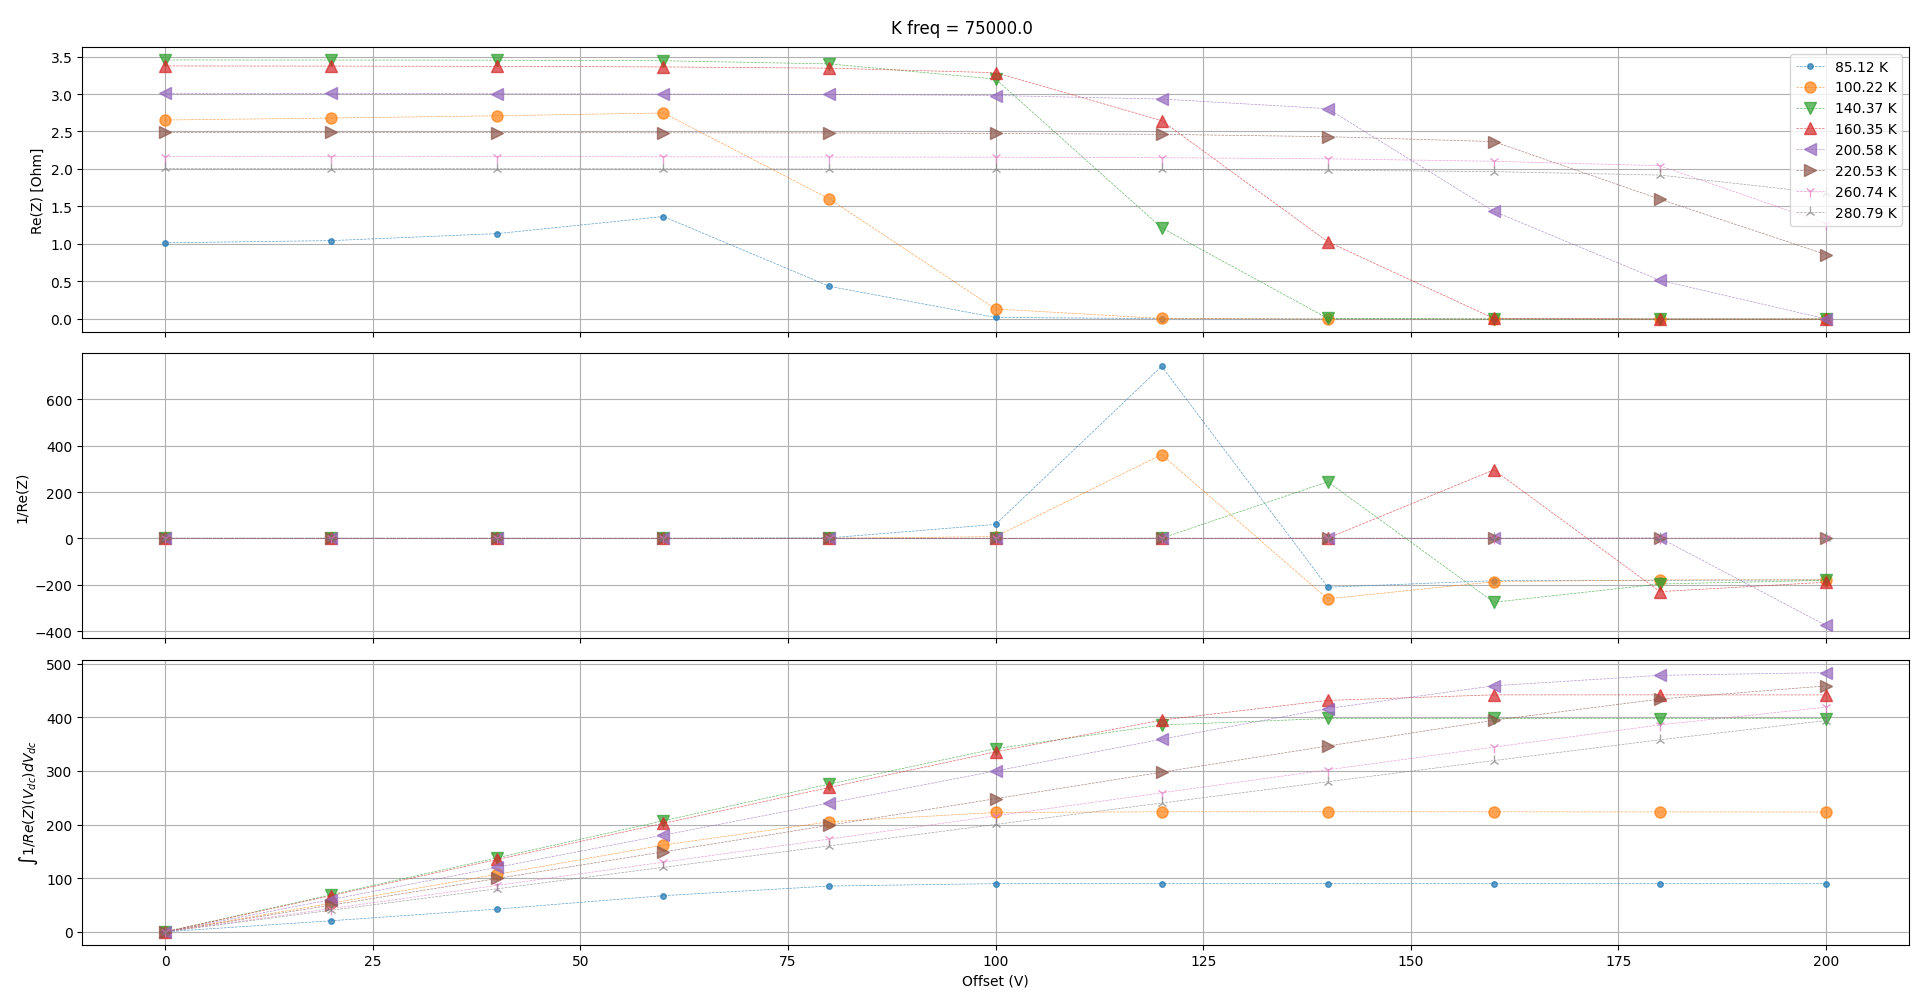 K freq = 75000.0
Re(Z) [Ohm]
3.5
3.0
2.5
2.0
1.5
1.0
0.5
0.0
85.12 K
100.22 K
140.37 K
160.35 K
200.58 K
220.53 K
260.74 K
280.79 K
1/Re(Z)
600
400
200
0
−200
−400
∫1/Re(Z)(V_dc)dV_dc
500
400
300
200
100
0
0 25 50 75 100 125 150 175 200
Offset (V)